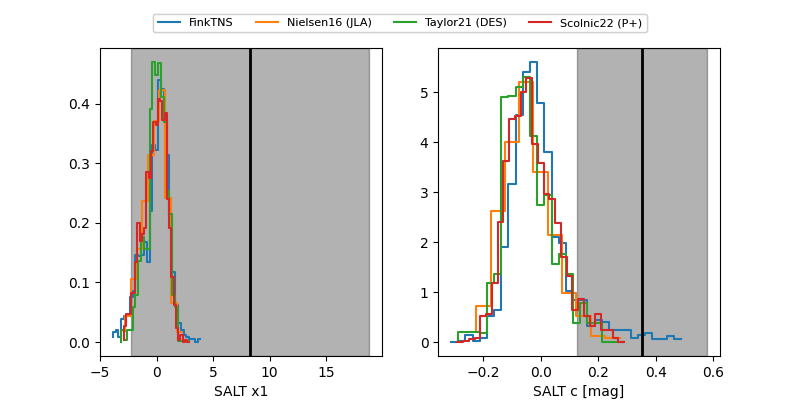 FinkTNS Nielsen16 (JLA) Taylor21 (DES) Scolnic22 (P+)
0.4
0.3
0.2
0.1
0.0
−5 0 5 10 15
SALT x1
5
4
3
2
1
0
−0.2 0.0 0.2 0.4 0.6
SALT c [mag]